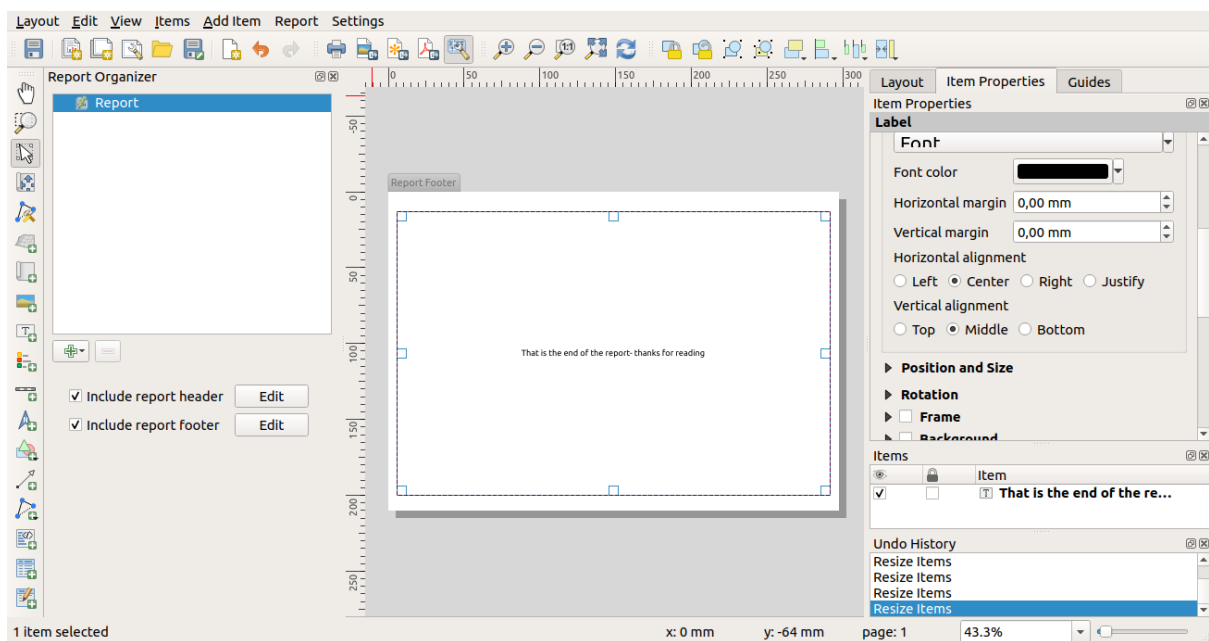 Layout Edit View Items Add Item Report Settings
Report Organizer
Report
Include report header Edit
Include report footer Edit
0 50 100 150 200 250 300
-50
0
50
100
150
200
250
Report Footer
That is the end of the report- thanks for reading
Layout Item Properties Guides
Item Properties
Label
Font
Font color
Horizontal margin 0,00 mm
Vertical margin 0,00 mm
Horizontal alignment
Left Center Right Justify
Vertical alignment
Top Middle Bottom
Position and Size
Rotation
Frame
Background
Items
Item
That is the end of the re...
Undo History
Resize Items
Resize Items
Resize Items
Resize Items
1 item selected x: 0 mm y: -64 mm page: 1 43.3%